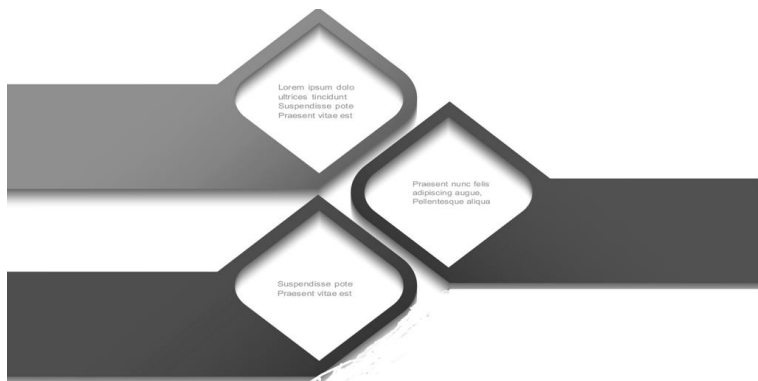 Lorem ipsum dolo
ultrices tincidunt
Suspendisse pote
Praesent vitae est
Praesent nunc felis
adipiscing augue,
Pellentesque aliqua
Suspendisse pote
Praesent vitae est